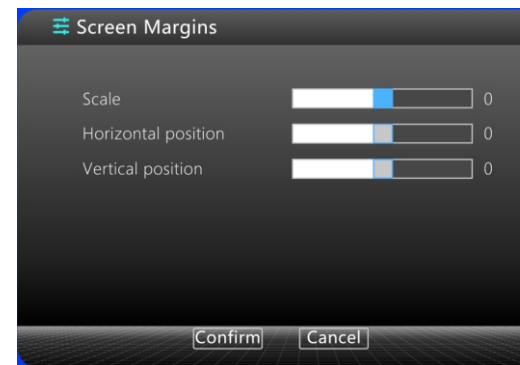 Screen Margins
Scale 0
Horizontal position 0
Vertical position 0
Confirm Cancel